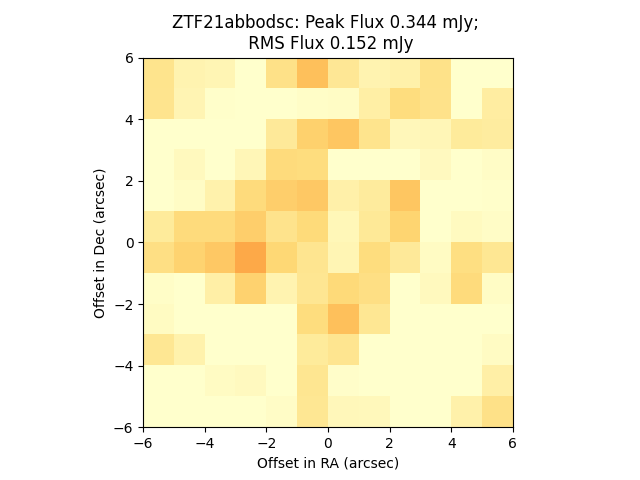 ZTF21abbodsc: Peak Flux 0.344 mJy;
RMS Flux 0.152 mJy
6
4
2
0
−2
−4
−6
Offset in Dec (arcsec)
−6 −4 −2 0 2 4 6
Offset in RA (arcsec)